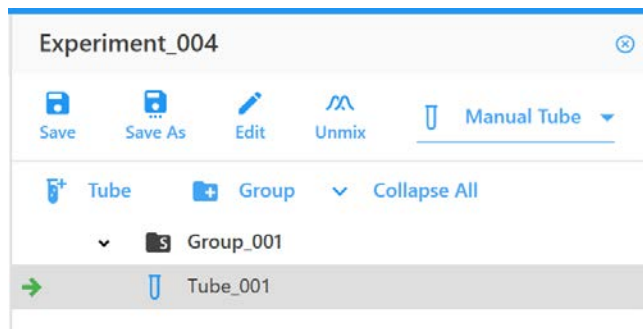 Experiment_004
Save Save As Edit Unmix Manual Tube
Tube Group Collapse All
S Group_001
Tube_001